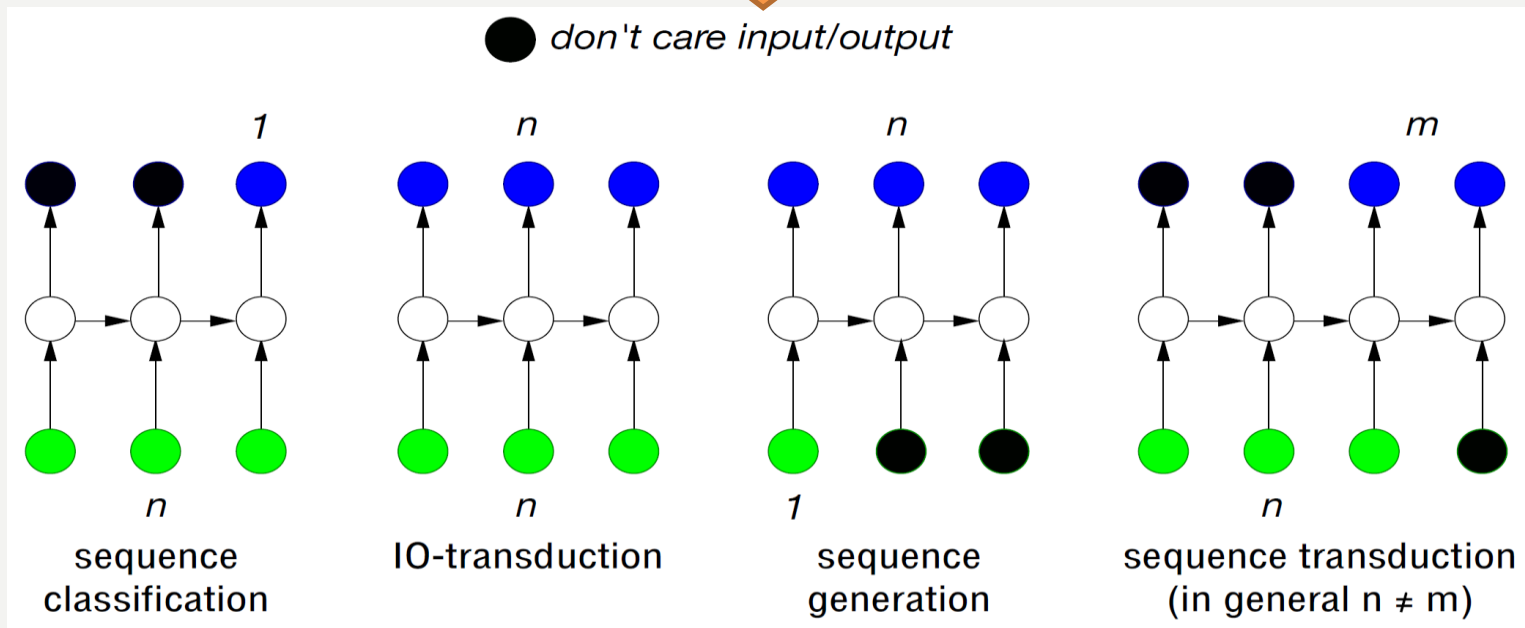 don't care input/output
1
n
n
m
n
n
1
n
sequence
classification
IO-transduction
sequence
generation
sequence transduction
(in general n ≠ m)